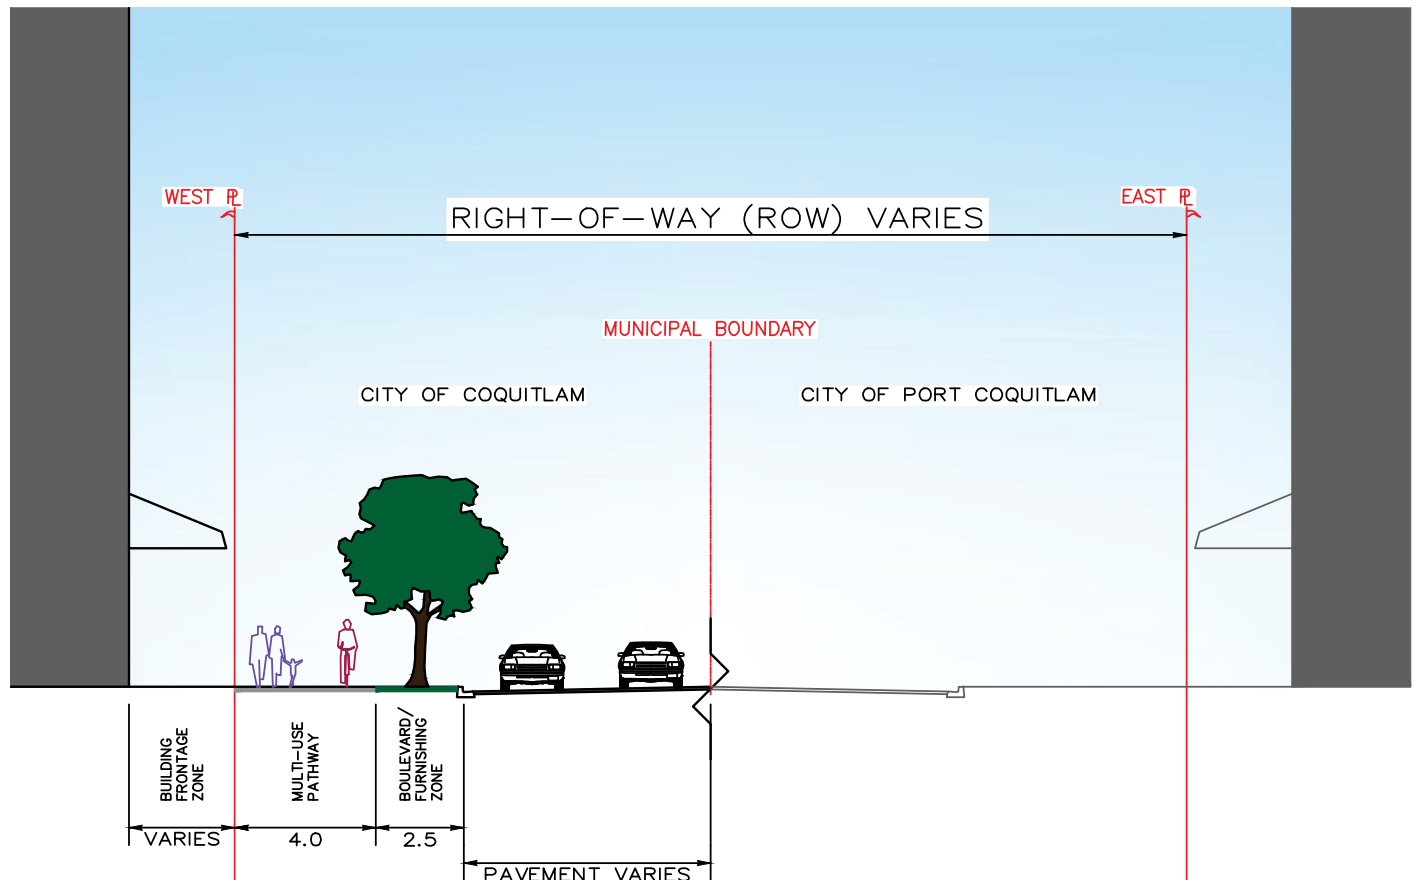 WEST PL
EAST PL
RIGHT-OF-WAY (ROW) VARIES
MUNICIPAL BOUNDARY
CITY OF COQUITLAM
CITY OF PORT COQUITLAM
BUILDING
FRONTAGE
ZONE
MULTI-USE
PATHWAY
BOULEVARD/
FURNISHING
ZONE
VARIES
4.0
2.5
PAVEMENT VARIES